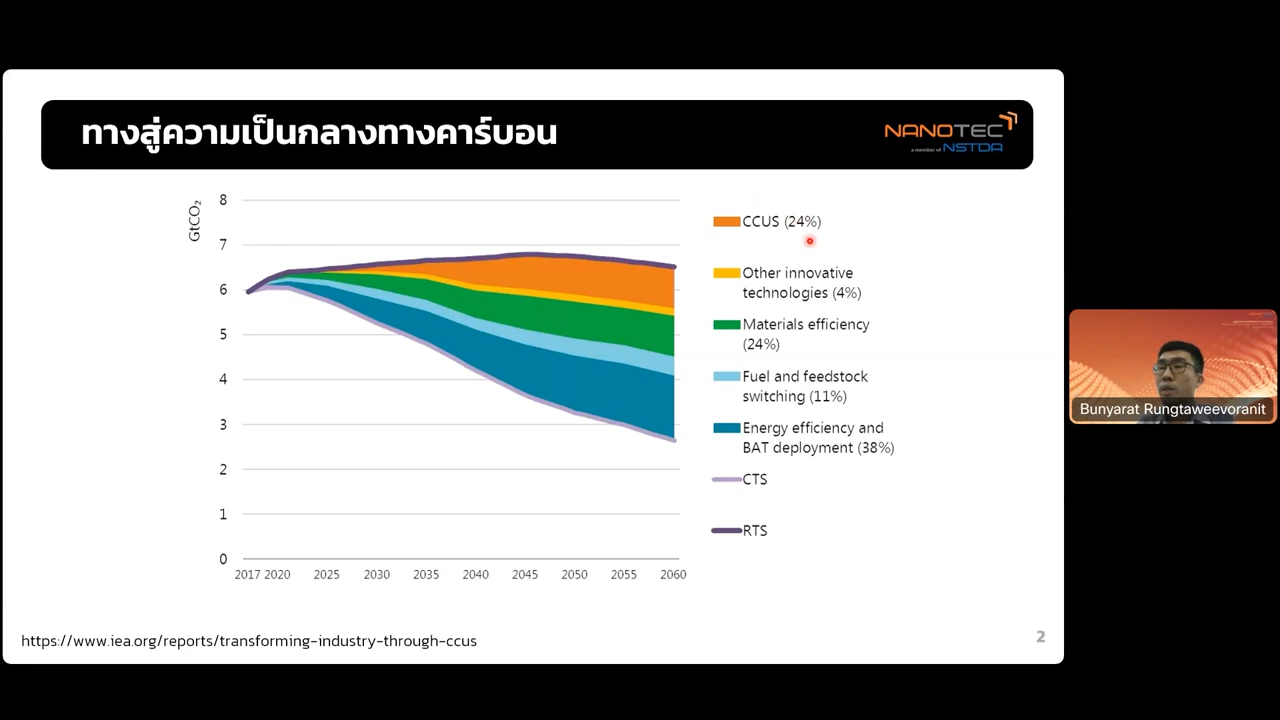 ทางสู่ความเป็นกลางทางคาร์บอน
NANOTEC
a member of NSTDA
GtCO₂
8
7
6
5
4
3
2
1
0
2017 2020 2025 2030 2035 2040 2045 2050 2055 2060
CCUS (24%)
Other innovative
technologies (4%)
Materials efficiency
(24%)
Fuel and feedstock
switching (11%)
Energy efficiency and
BAT deployment (38%)
CTS
RTS
https://www.iea.org/reports/transforming-industry-through-ccus
2
Bunyarat Rungtaweevoranit